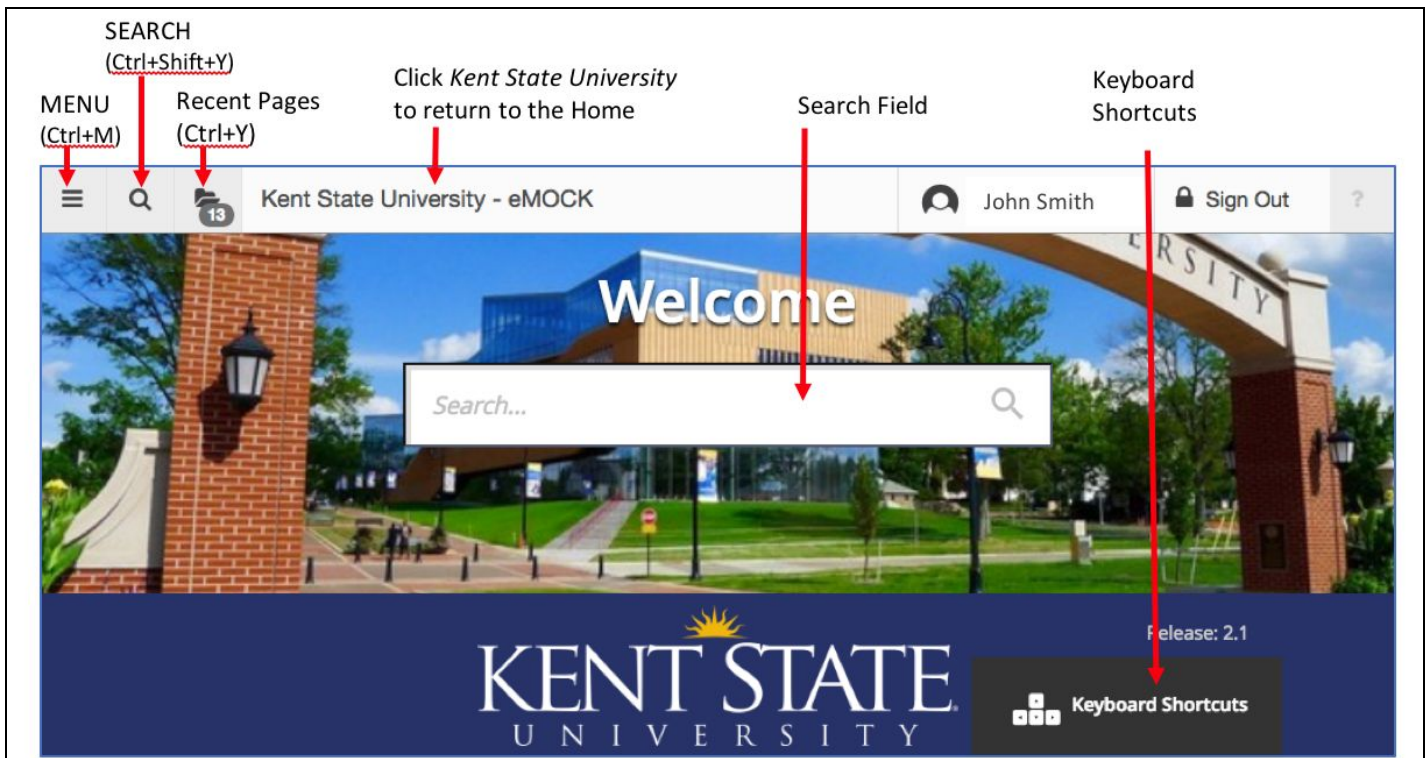 SEARCH
(Ctrl+Shift+Y)
MENU
(Ctrl+M)
Recent Pages
(Ctrl+Y)
Click Kent State University
to return to the Home
Search Field
Keyboard
Shortcuts
13
Kent State University - eMOCK
John Smith
Sign Out
?
ERSITY
Welcome
Search...
KENT STATE
UNIVERSITY
Release: 2.1
Keyboard Shortcuts